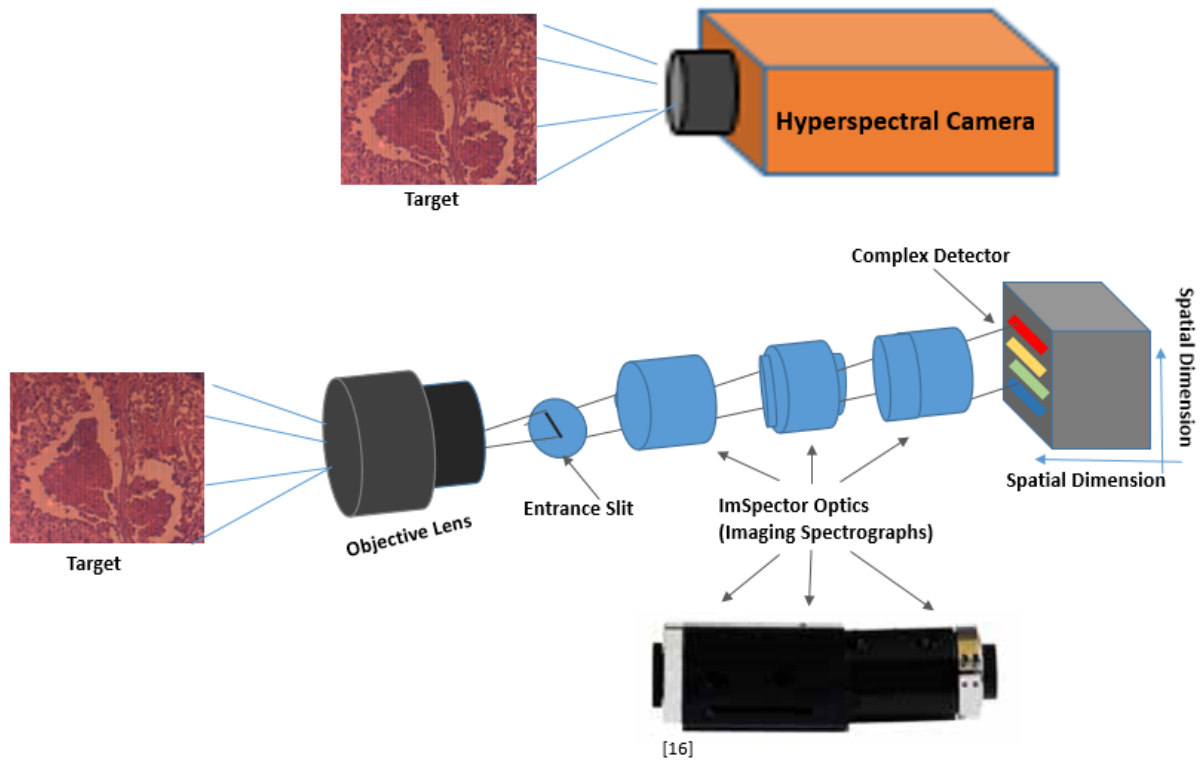 Hyperspectral Camera
Target
Complex Detector
Spatial Dimension
Spatial Dimension
Entrance Slit
Objective Lens
ImSpector Optics
(Imaging Spectrographs)
Target
[16]